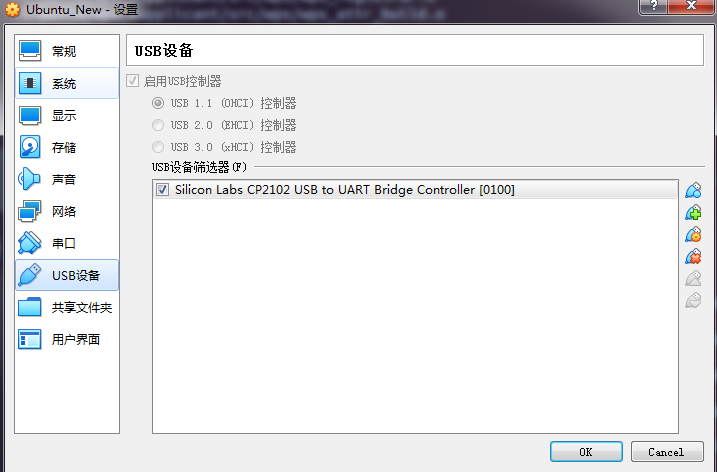 Ubuntu_New - 设置
常规
系统
显示
存储
声音
网络
串口
USB设备
共享文件夹
用户界面
USB设备
启用USB控制器
USB 1.1 (OHCI) 控制器
USB 2.0 (EHCI) 控制器
USB 3.0 (xHCI) 控制器
USB设备筛选器(F)
Silicon Labs CP2102 USB to UART Bridge Controller [0100]
OK
Cancel